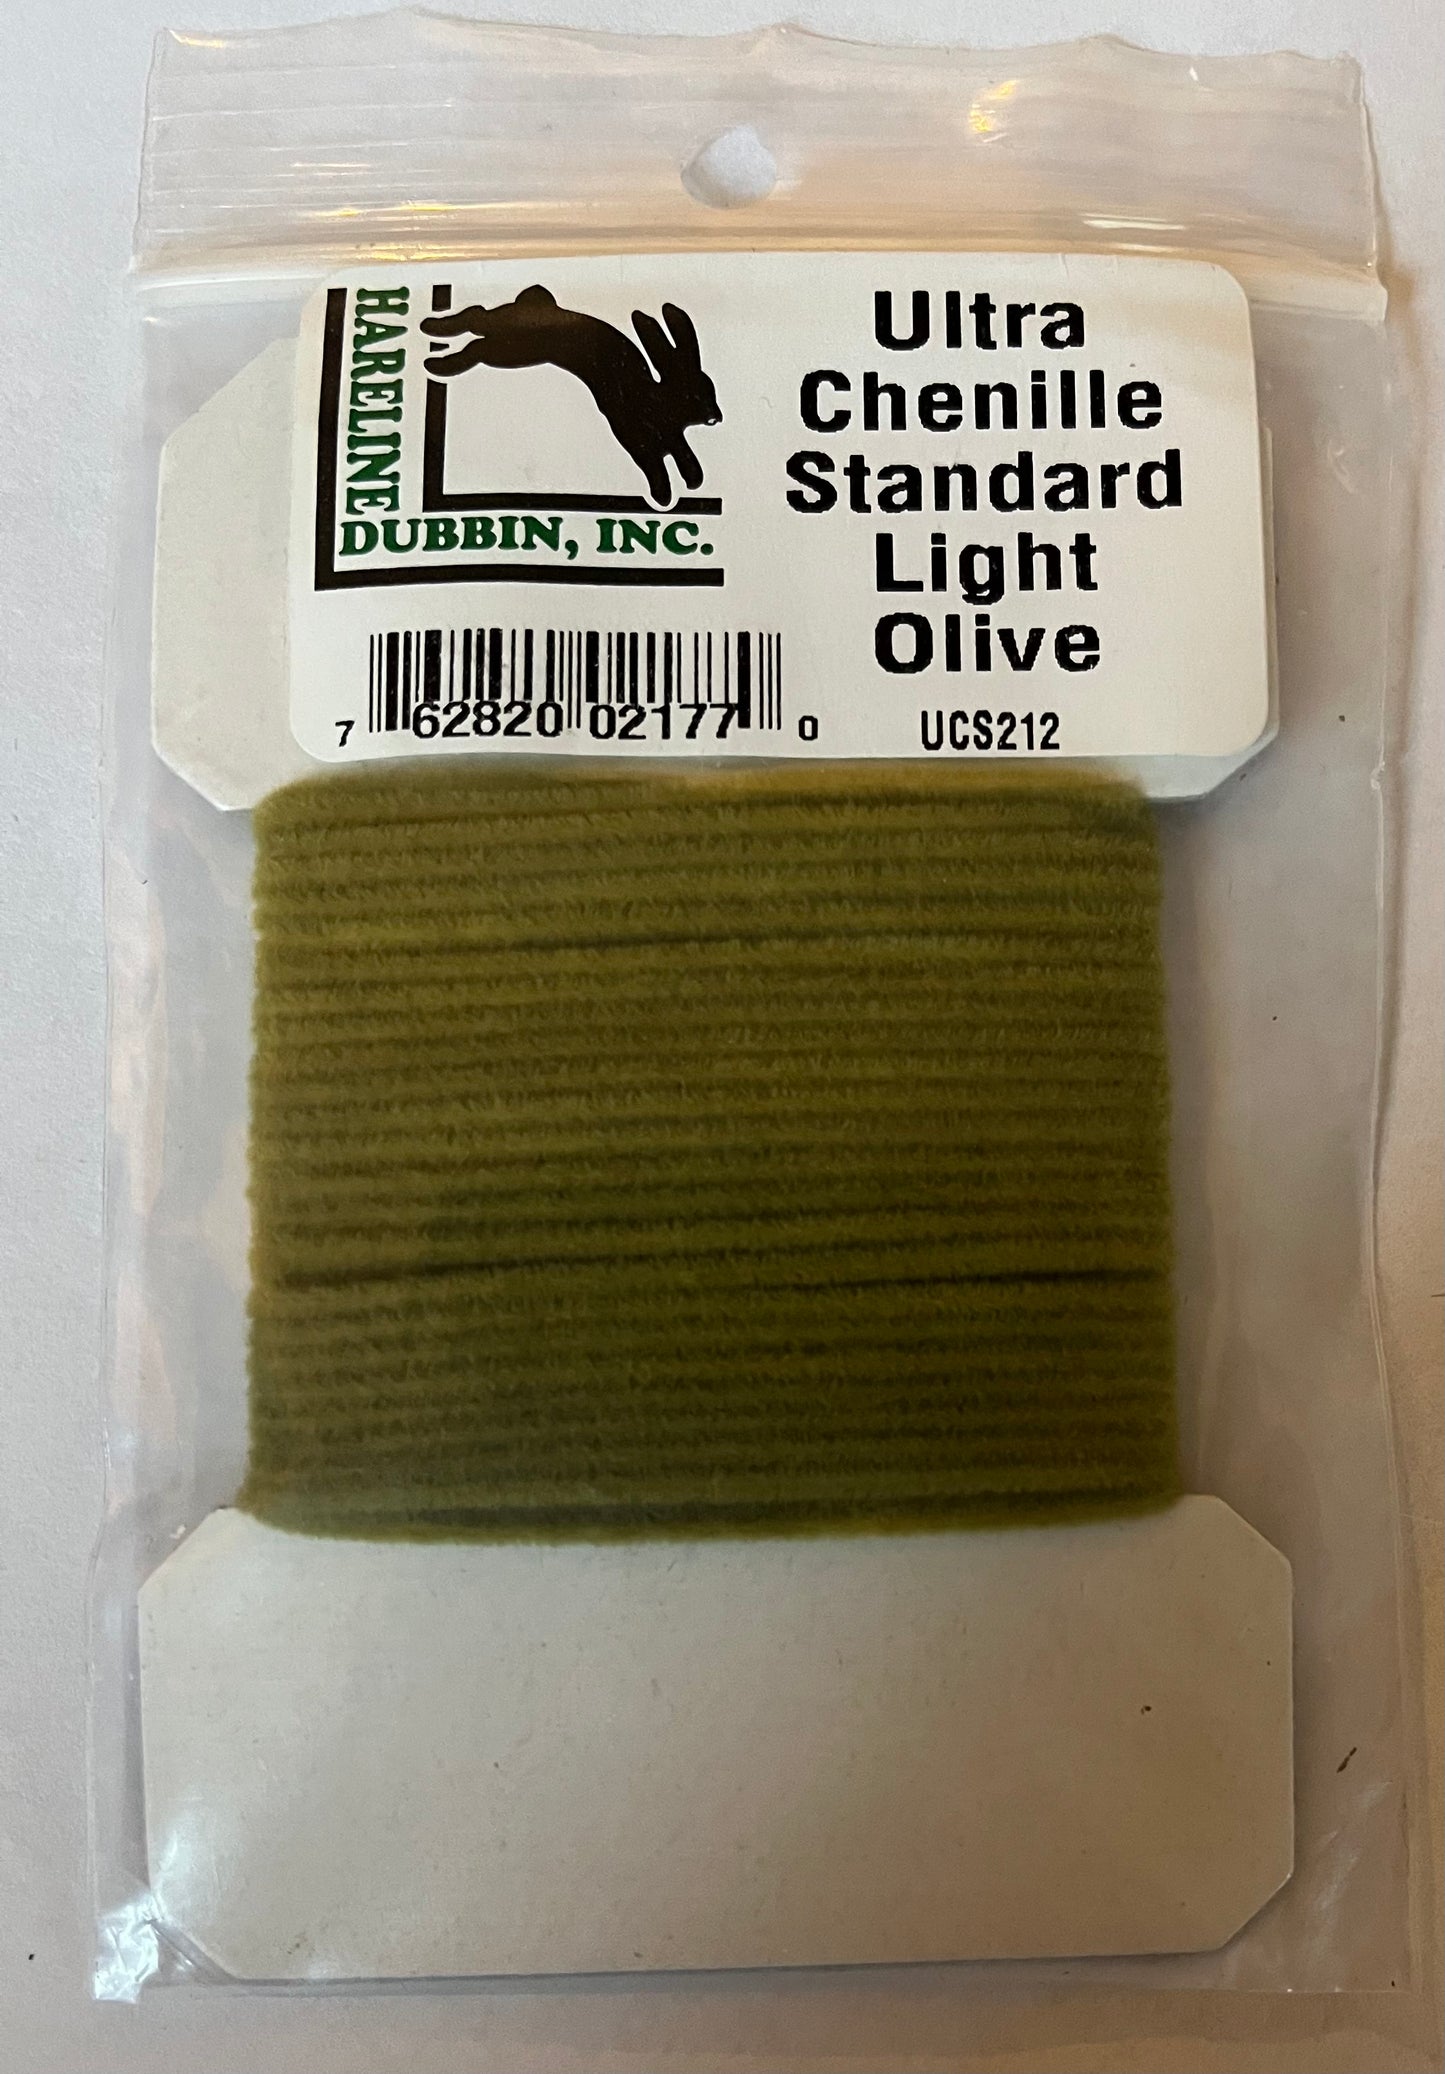 HARELINE
DUBBIN, INC.
Ultra
Chenille
Standard
Light
Olive
7 62820 02177 0
UCS212